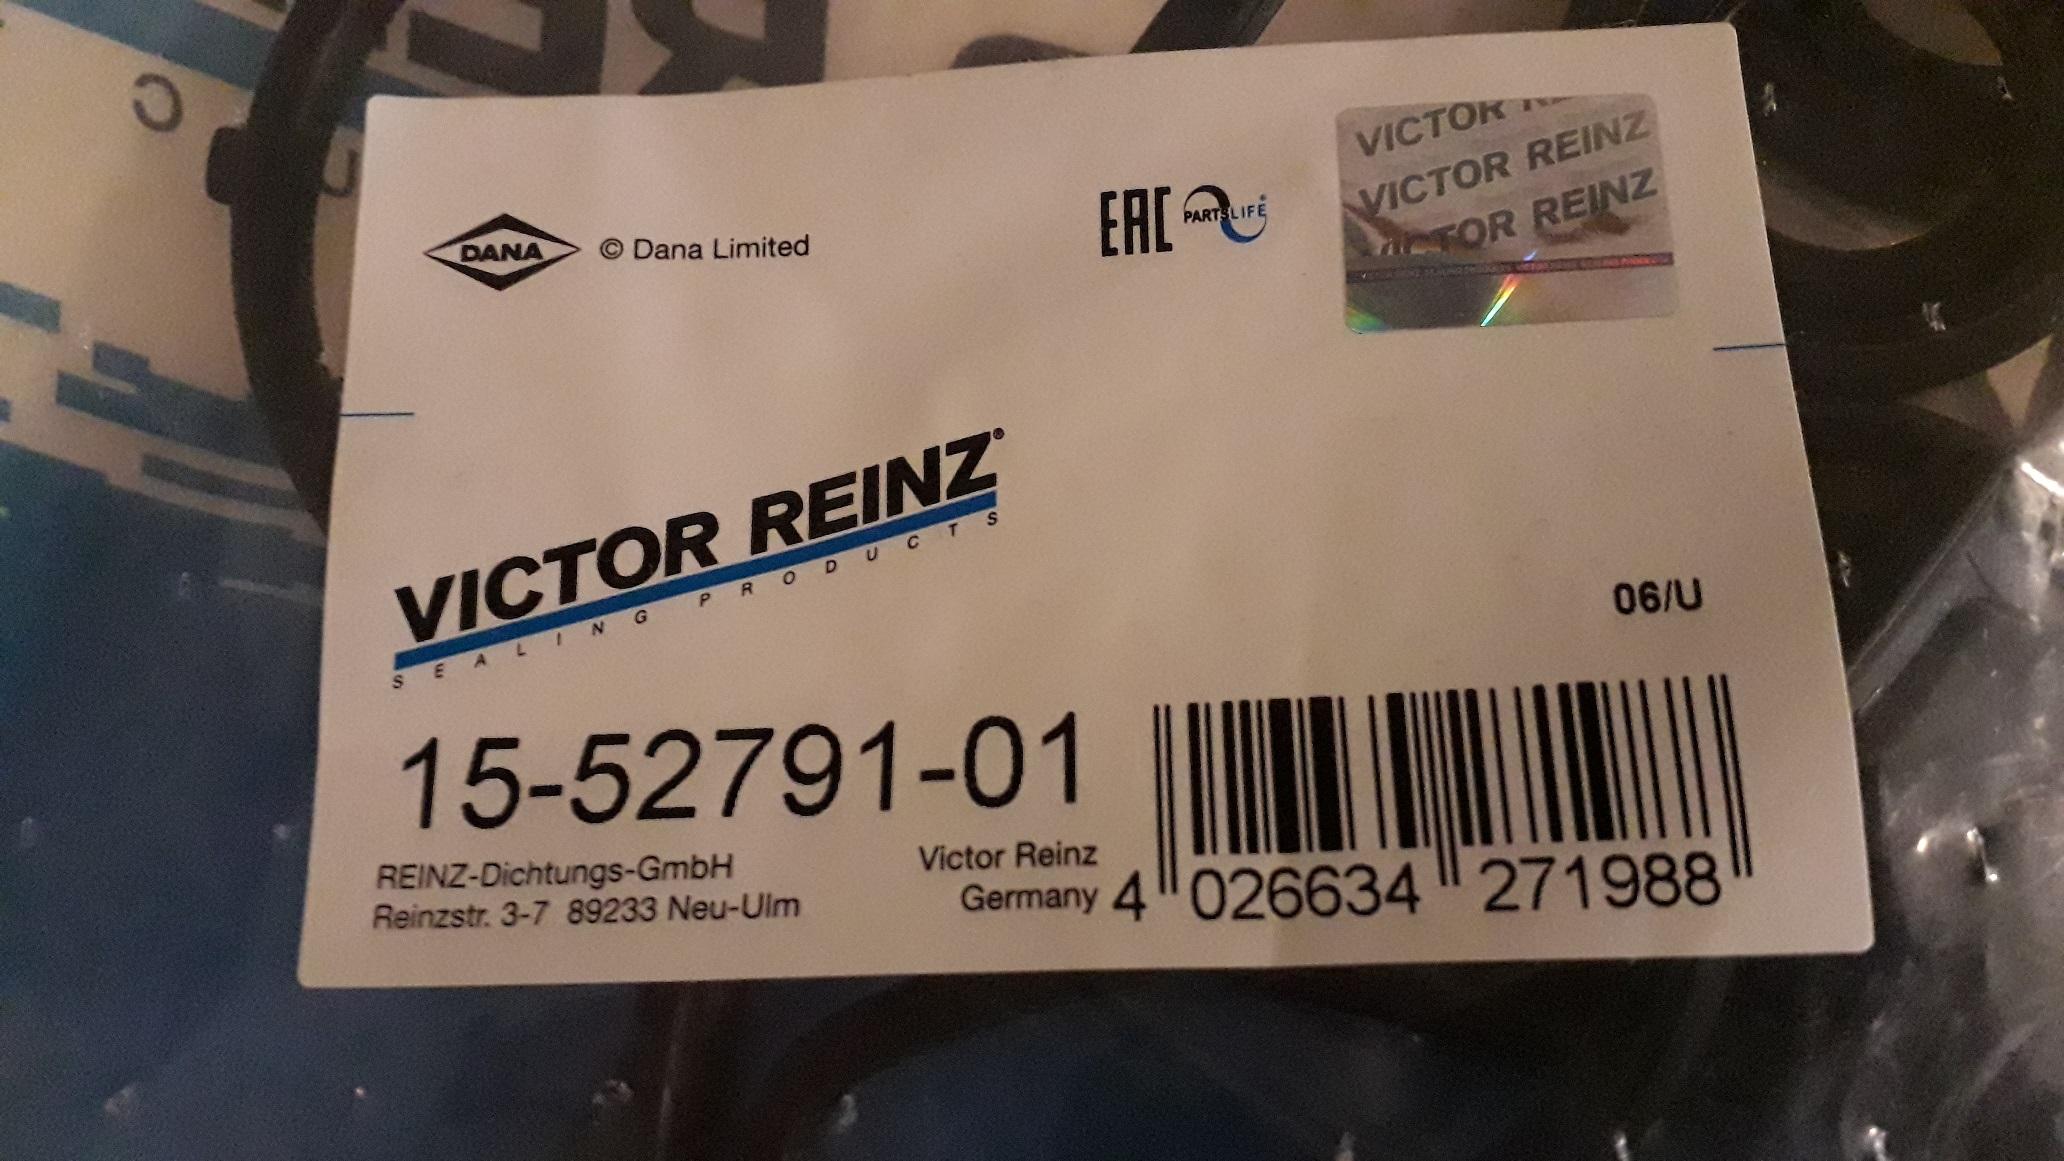 RE
C
DANA © Dana Limited
EAC PARTSLIFE®
VICTOR
VICTOR REINZ
VICTOR REINZ
VICTOR REINZ®
SEALING PRODUCTS
06/U
15-52791-01
REINZ-Dichtungs-GmbH
Reinzstr. 3-7 89233 Neu-Ulm
Victor Reinz
Germany
4 026634 271988